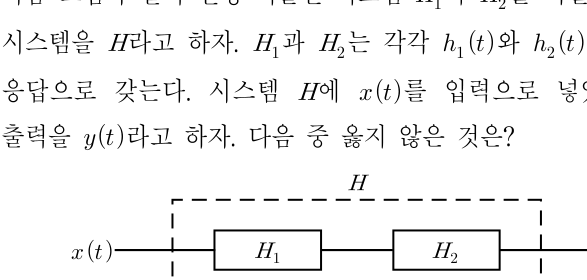 시스템을 H라고 하자. H₁과 H₂는 각각 h₁(t)와 h₂(t)
응답으로 갖는다. 시스템 H에 x(t)를 입력으로
출력을 y(t)라고 하자. 다음 중 옳지 않은 것은?
H
x(t) H₁ H₂